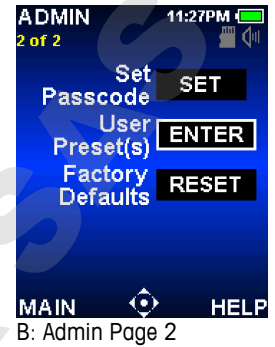 ADMIN 11:27PM
2 of 2
Set
Passcode SET
User
Preset(s) ENTER
Factory
Defaults RESET
MAIN HELP
B: Admin Page 2